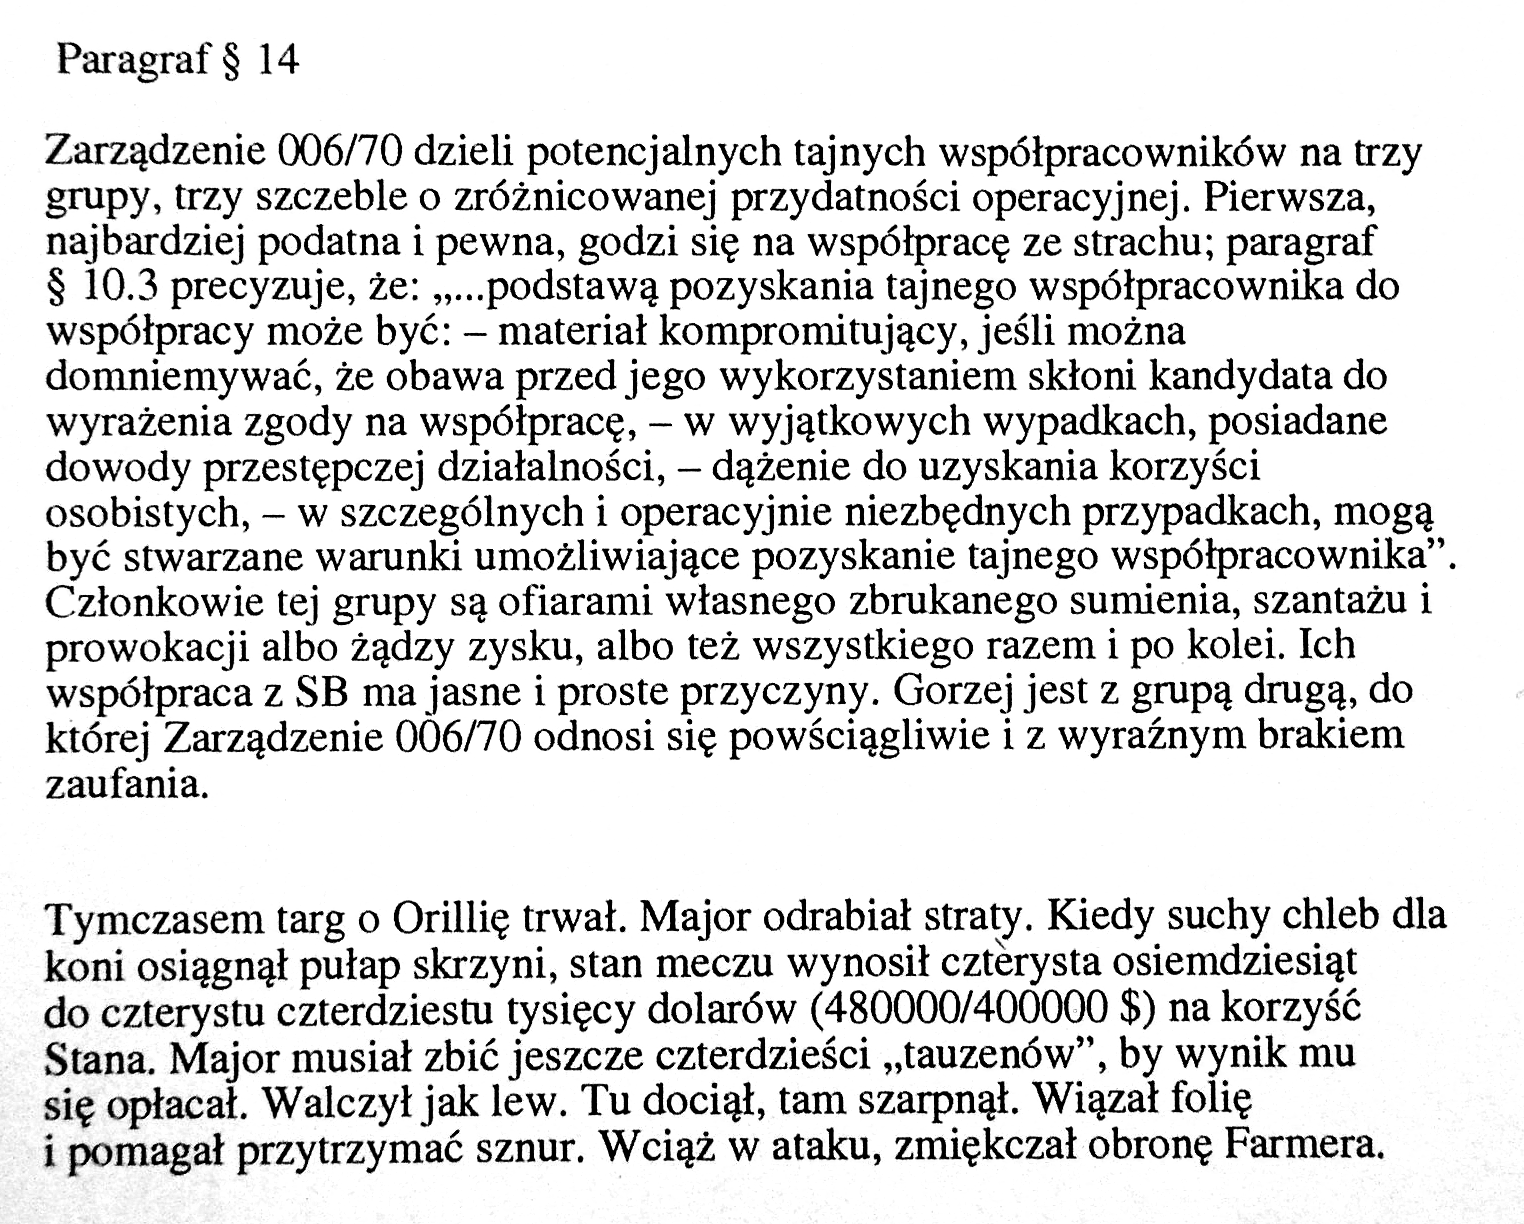 Paragraf § 14
Zarządzenie 006/70 dzieli potencjalnych tajnych współpracowników na trzy
grupy, trzy szczeble o zróżnicowanej przydatności operacyjnej. Pierwsza,
najbardziej podatna i pewna, godzi się na współpracę ze strachu; paragraf
§ 10.3 precyzuje, że: „...podstawą pozyskania tajnego współpracownika do
współpracy może być: – materiał kompromitujący, jeśli można
domniemywać, że obawa przed jego wykorzystaniem skłoni kandydata do
wyrażenia zgody na współpracę, – w wyjątkowych wypadkach, posiadane
dowody przestępczej działalności, – dążenie do uzyskania korzyści
osobistych, – w szczególnych i operacyjnie niezbędnych przypadkach, mogą
być stwarzane warunki umożliwiające pozyskanie tajnego współpracownika”.
Członkowie tej grupy są ofiarami własnego zbrukanego sumienia, szantażu i
prowokacji albo żądzy zysku, albo też wszystkiego razem i po kolei. Ich
współpraca z SB ma jasne i proste przyczyny. Gorzej jest z grupą drugą, do
której Zarządzenie 006/70 odnosi się powściągliwie i z wyraźnym brakiem
zaufania.
Tymczasem targ o Orillię trwał. Major odrabiał straty. Kiedy suchy chleb dla
koni osiągnął pułap skrzyni, stan meczu wynosił czterysta osiemdziesiąt
do czterystu czterdziestu tysięcy dolarów (480000/400000 $) na korzyść
Stana. Major musiał zbić jeszcze czterdzieści „tauzenów”, by wynik mu
się opłacał. Walczył jak lew. Tu dociął, tam szarpnął. Wiązał folię
i pomagał przytrzymać sznur. Wciąż w ataku, zmiękczał obronę Farmera.